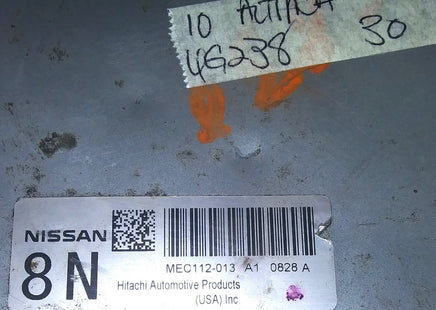 10 ALTIMA
4G238 30
NISSAN
8N
MEC112-013 A1 0828 A
Hitachi Automotive Products
(USA).Inc.